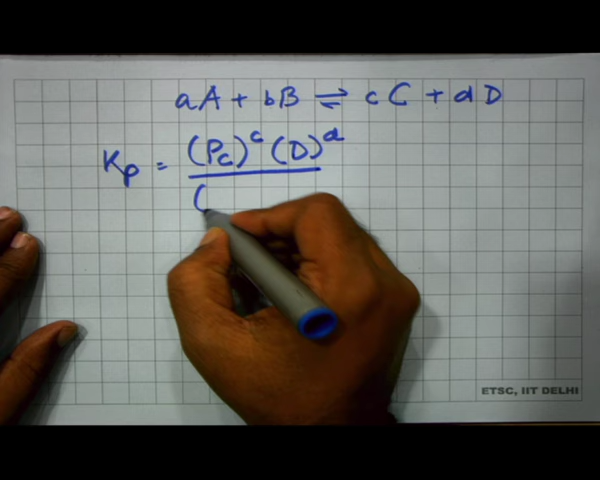 aA + bB ⇌ cC + dD
Kp = (Pc)^c (D)^d
(
ETSC, IIT DELHI